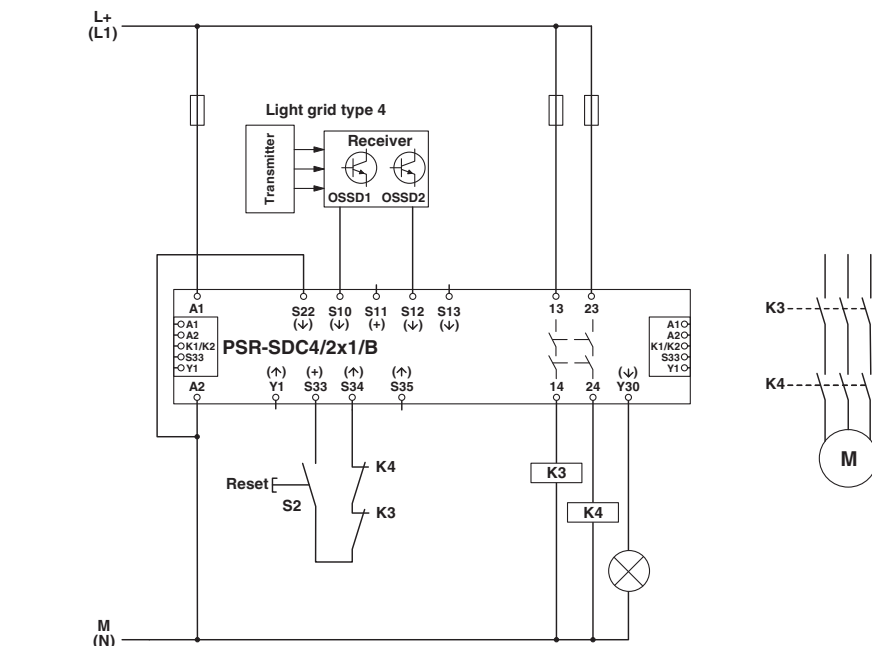 L+
(L1)
Light grid type 4
Transmitter
Receiver
OSSD1 OSSD2
A1 S22 S10 S11 S12 S13 13 23
(↓) (↓) (+) (↓) (↓)
A1
A2
K1/K2
S33
Y1
PSR-SDC4/2x1/B
A1
A2
K1/K2
S33
Y1
(↑) (+) (↑) (↑) (↓)
A2 Y1 S33 S34 S35 14 24 Y30
K3
K4
M
Reset
S2
K4
K3
K3
K4
M
(N)